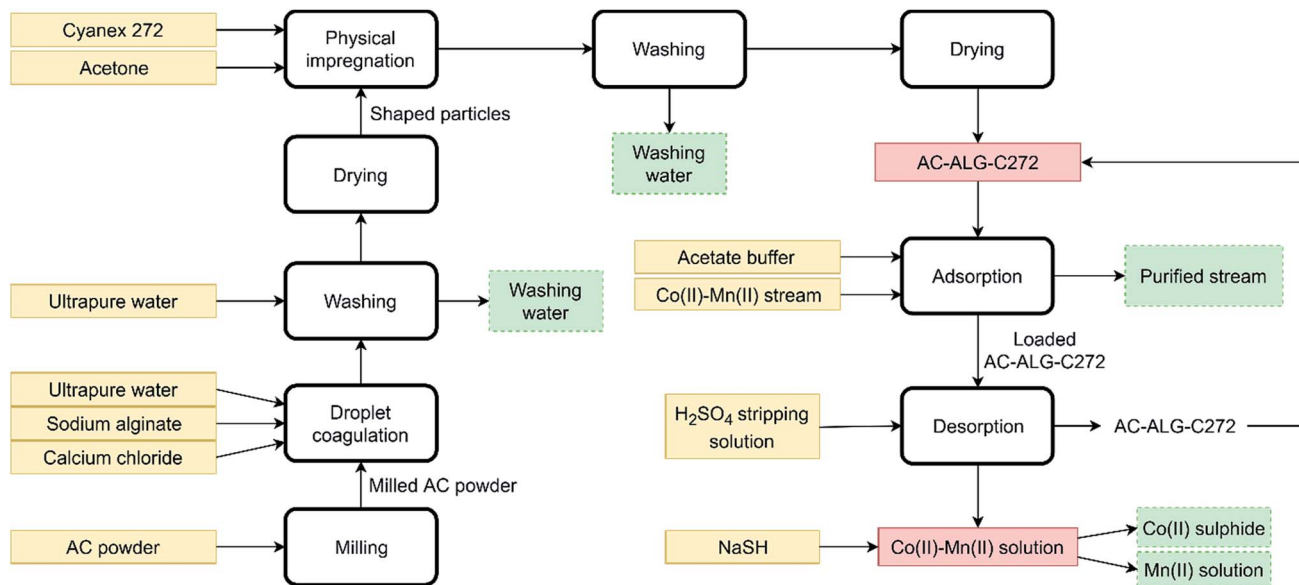 Cyanex 272
Acetone
Physical
impregnation
Washing
Drying
Shaped particles
Washing
water
Drying
AC-ALG-C272
Ultrapure water
Washing
Washing
water
Acetate buffer
Co(II)-Mn(II) stream
Adsorption
Purified stream
Loaded
AC-ALG-C272
Ultrapure water
Sodium alginate
Calcium chloride
Droplet
coagulation
H₂SO₄ stripping
solution
Desorption
AC-ALG-C272
Milled AC powder
AC powder
Milling
NaSH
Co(II)-Mn(II) solution
Co(II) sulphide
Mn(II) solution